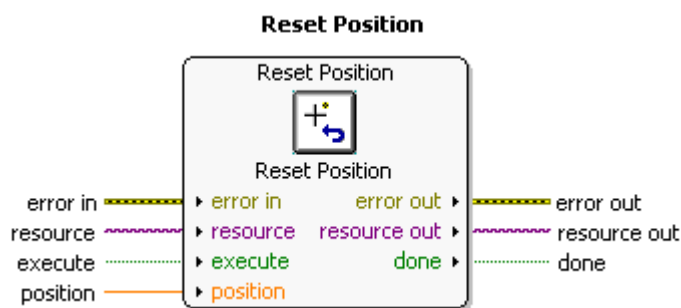 Reset Position
Reset Position
Reset Position
error in error in error out error out
resource resource resource out resource out
execute execute done done
position position